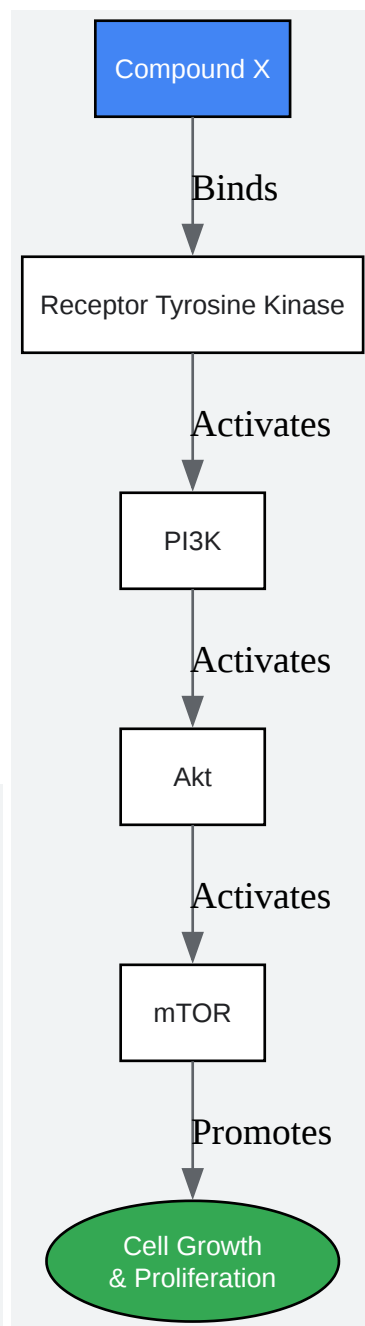 Compound X
Binds
Receptor Tyrosine Kinase
Activates
PI3K
Activates
Akt
Activates
mTOR
Promotes
Cell Growth
& Proliferation